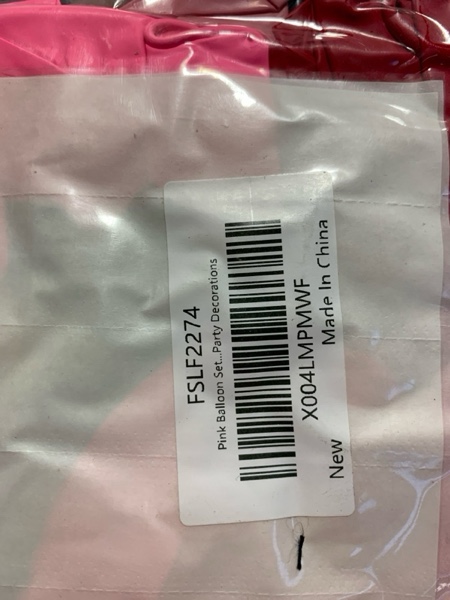 FSLF2274
Pink Balloon Set...Party Decorations
X004LMPMWF
New Made In China